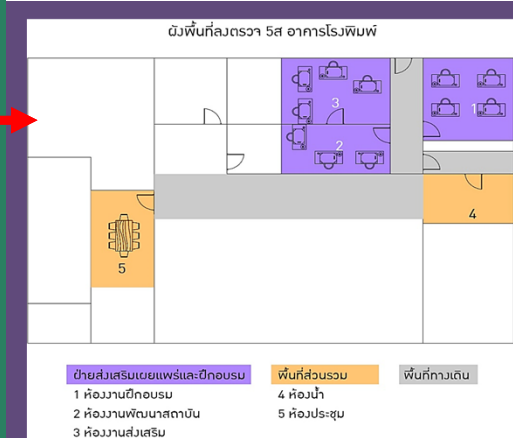 ผังพื้นที่ลงตรวจ 5ส อาคารโรงพิมพ์
3
1
2
4
5
ฝ่ายส่งเสริมเผยแพร่และฝึกอบรม
1 ห้องงานฝึกอบรม
2 ห้องงานพัฒนาสถาบัน
3 ห้องงานส่งเสริม
พื้นที่ส่วนรวม
4 ห้องน้ำ
5 ห้องประชุม
พื้นที่ทางเดิน